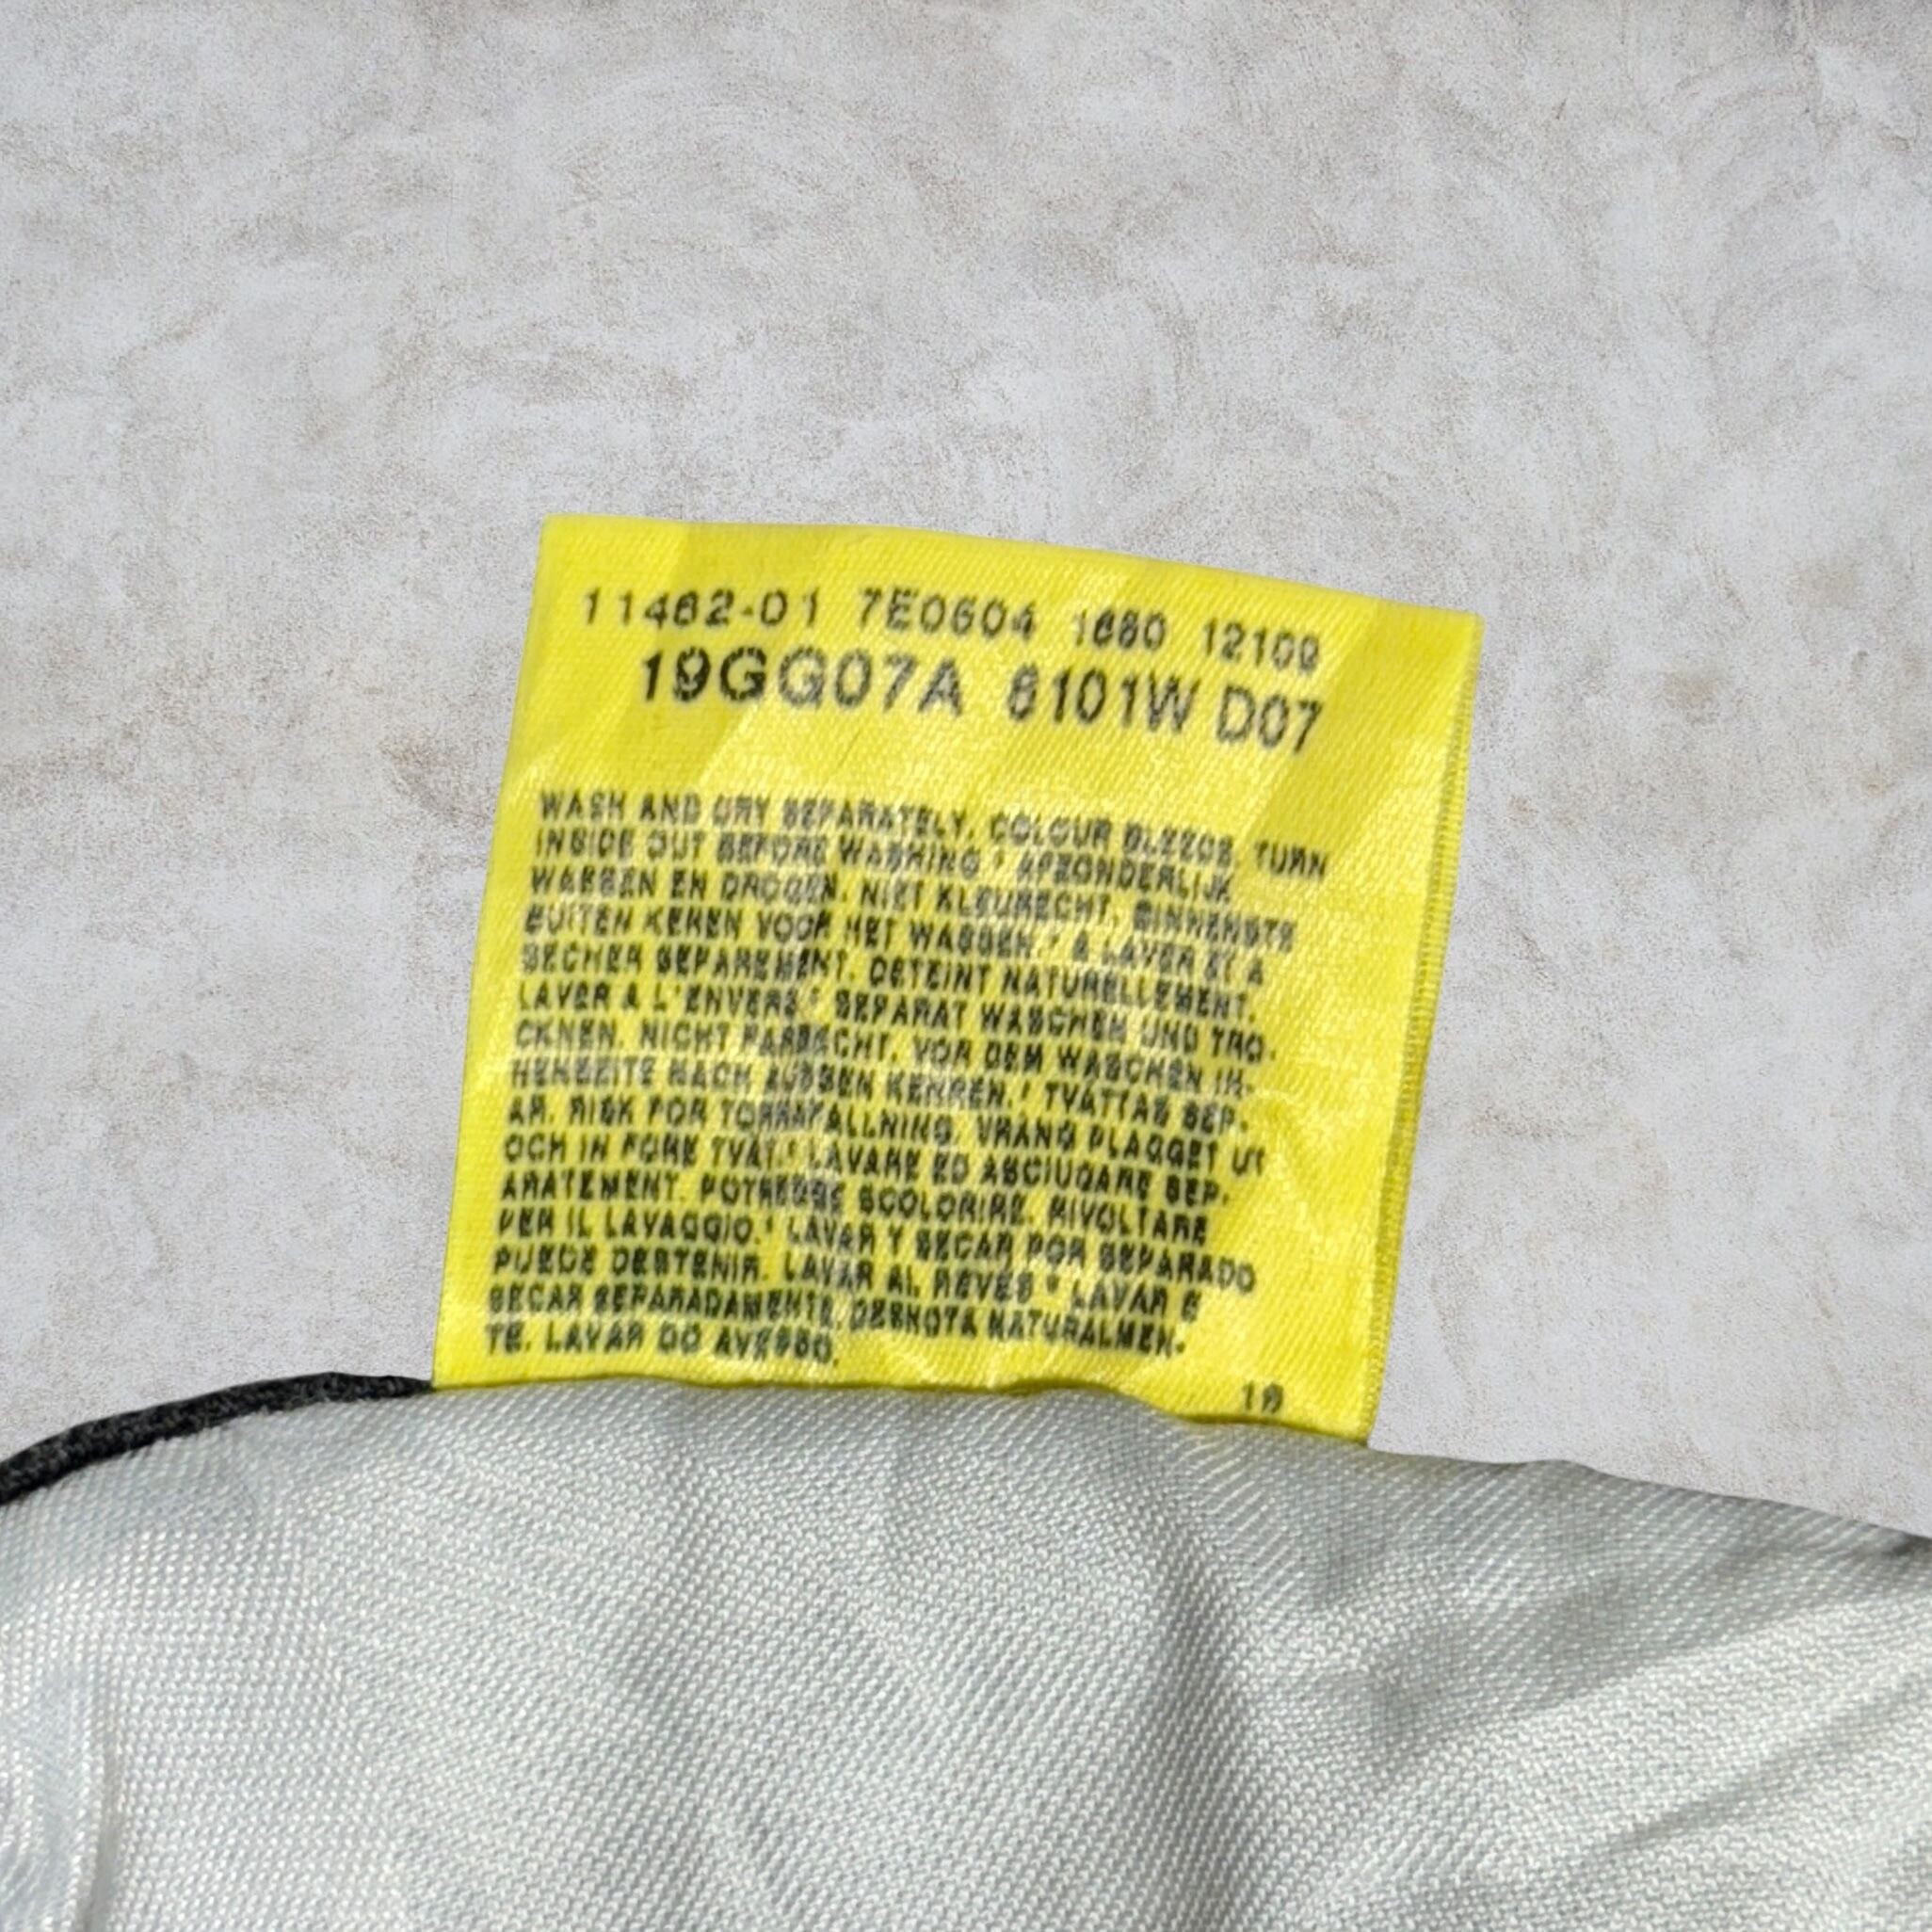 11462-01 7E0604 1660 12109
19GG07A 6101W D07
WASH AND DRY SEPARATELY. COLOUR BLEEDS. TURN
INSIDE OUT BEFORE WASHING * AFZONDERLIJK
WASSEN EN DROGEN. NIET KLEURECHT. BINNENSTE
BUITEN KEREN VOOR HET WASSEN. * A LAVER ET A
SECHER SEPAREMENT. DETEINT NATURELLEMENT.
LAVER A L'ENVERS * SEPARAT WASCHEN UND TRO-
CKNEN. NICHT FARBECHT. VOR DEM WASCHEN IN-
NENSEITE NACH AUSSEN KEHREN. * TVÄTTAS SEP-
AR. RISK FOR TORRAFALLNING. VRANG PLAGGET UT
OCH IN FORE TVAT. * LAVARE ED ASCIUGARE SEP-
ARATEMENT. POTREBBE SCOLORIRE. RIVOLTARE
PER IL LAVAGGIO. * LAVAR Y SECAR POR SEPARADO
PUEDE DESTENIR. LAVAR AL REVES * LAVAR E
SECAR SEPARADAMENTE. DESBOTA NATURALMEN-
TE. LAVAR DO AVESSO.